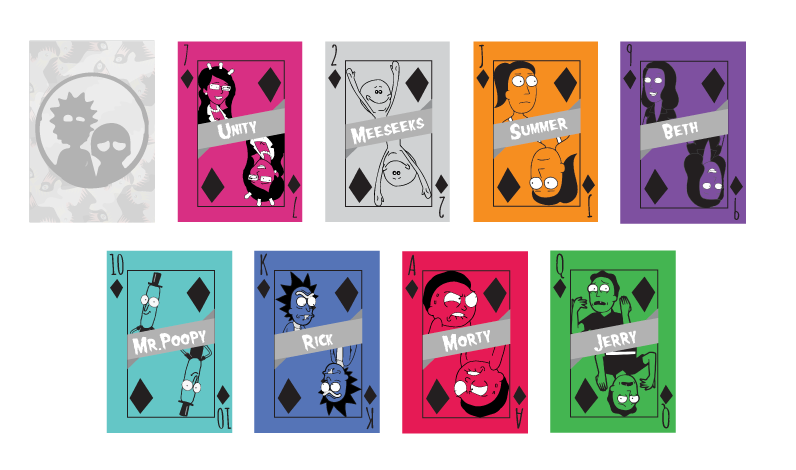 7
UNITY
7
2
MEESEEKS
2
J
SUMMER
J
9
BETH
9
10
MR.POOPY
10
K
RICK
K
A
MORTY
A
Q
JERRY
Q